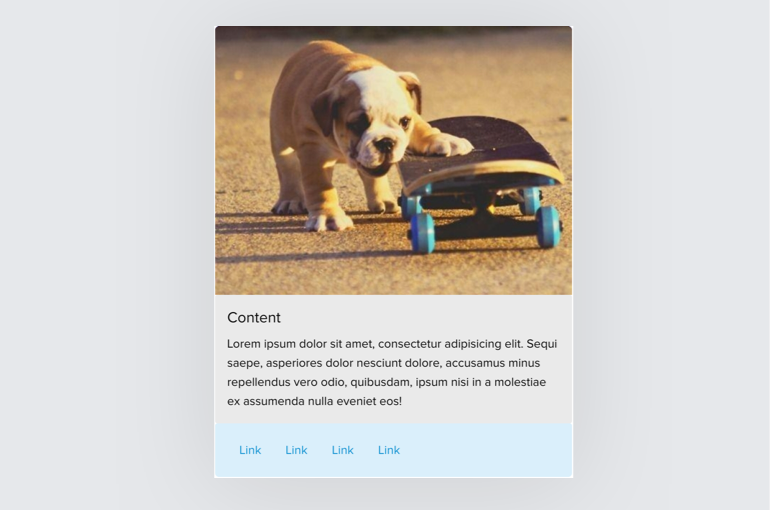 Content
Lorem ipsum dolor sit amet, consectetur adipisicing elit. Sequi
saepe, asperiores dolor nesciunt dolore, accusamus minus
repellendus vero odio, quibusdam, ipsum nisi in a molestiae
ex assumenda nulla eveniet eos!
Link Link Link Link